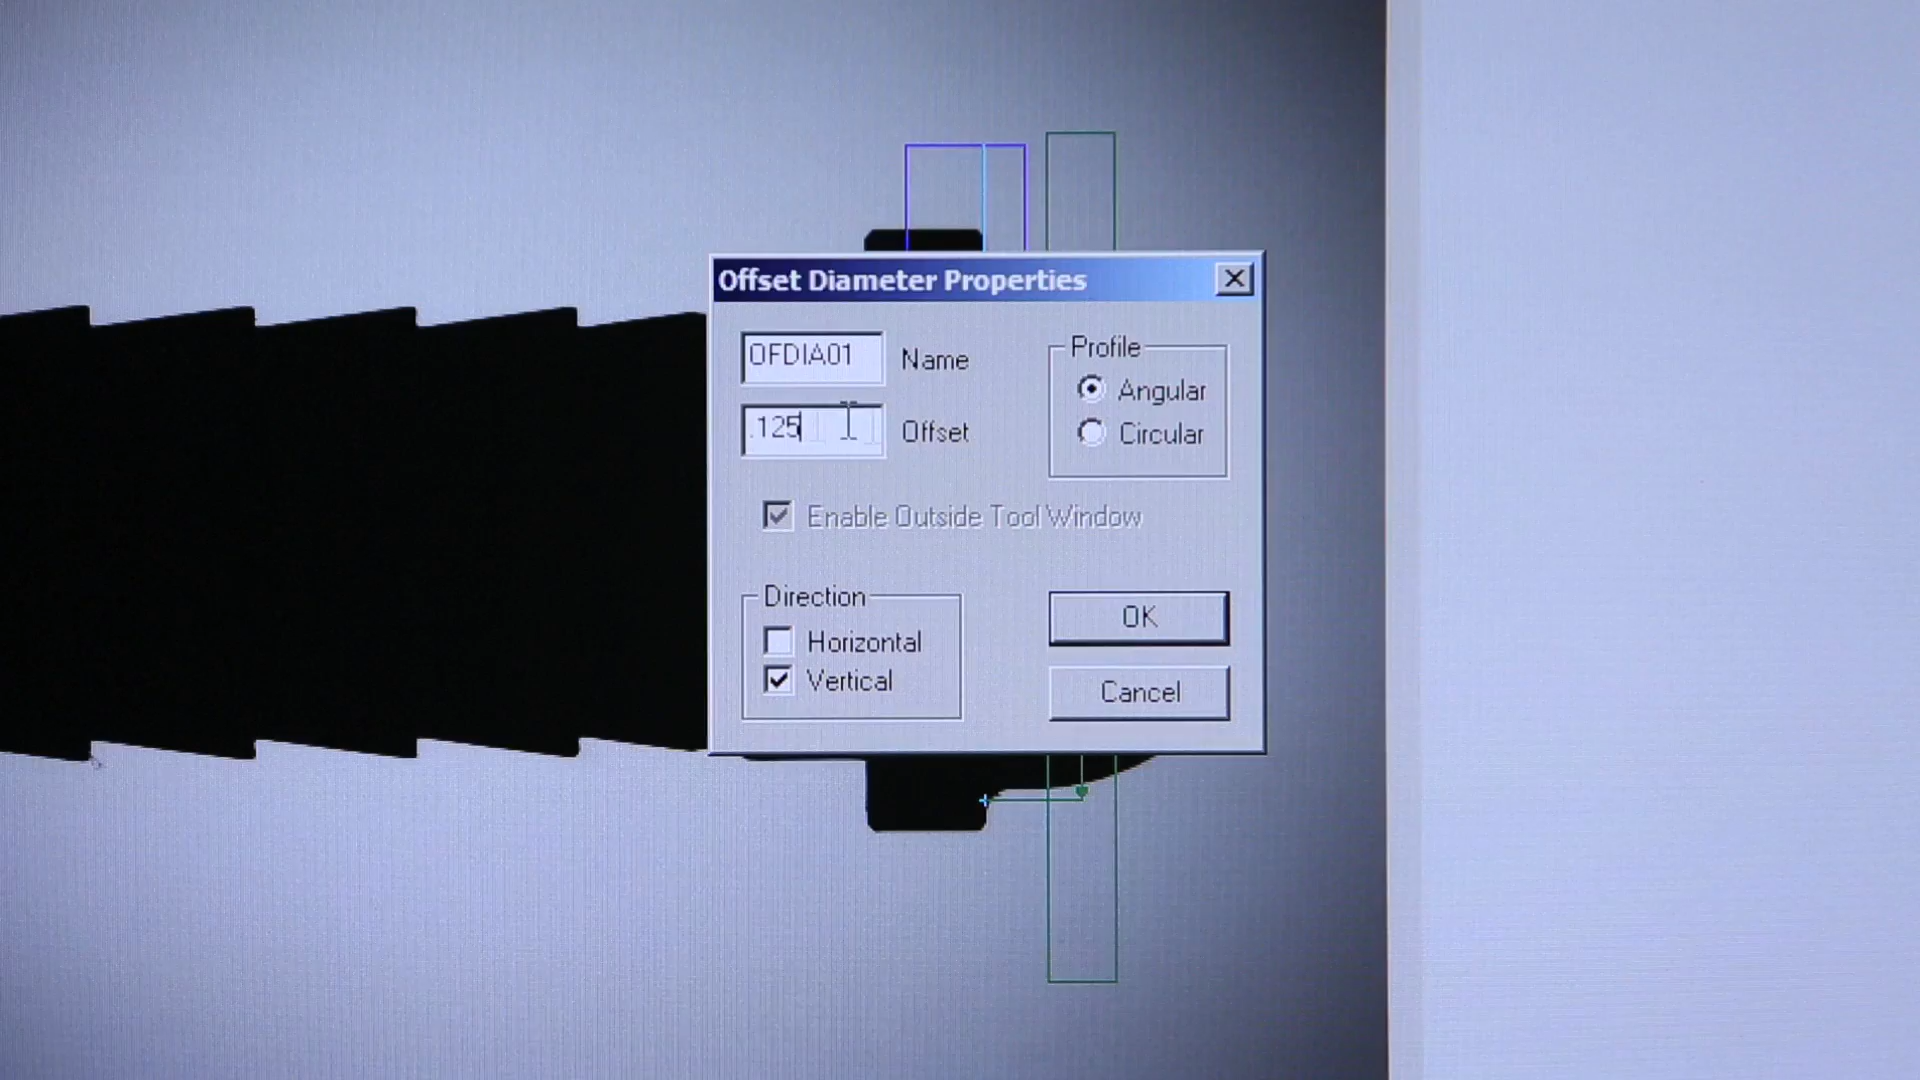 Offset Diameter Properties
OFDIA01 Name
.125 Offset
Profile
Angular
Circular
Enable Outside Tool Window
Direction
Horizontal
Vertical
OK
Cancel